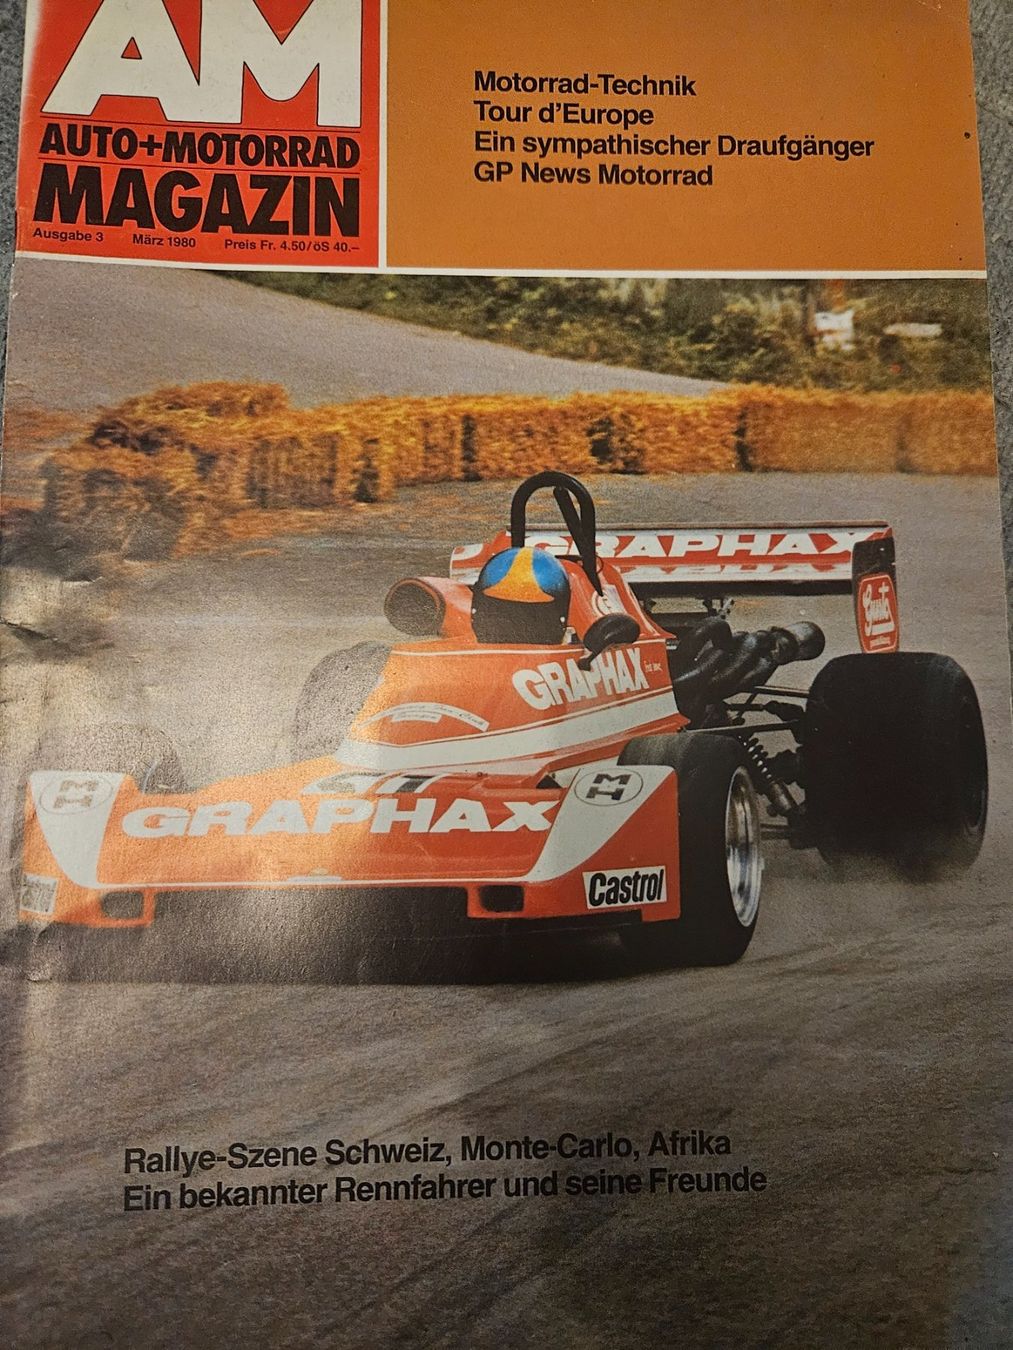 AM
AUTO+MOTORRAD
MAGAZIN
Ausgabe 3 März 1980 Preis Fr. 4.50/öS 40.–
Motorrad-Technik
Tour d'Europe
Ein sympathischer Draufgänger
GP News Motorrad
GRAPHAX
GRAPHAX
GRAPHAX
Castrol
Castrol
Rallye-Szene Schweiz, Monte-Carlo, Afrika
Ein bekannter Rennfahrer und seine Freunde